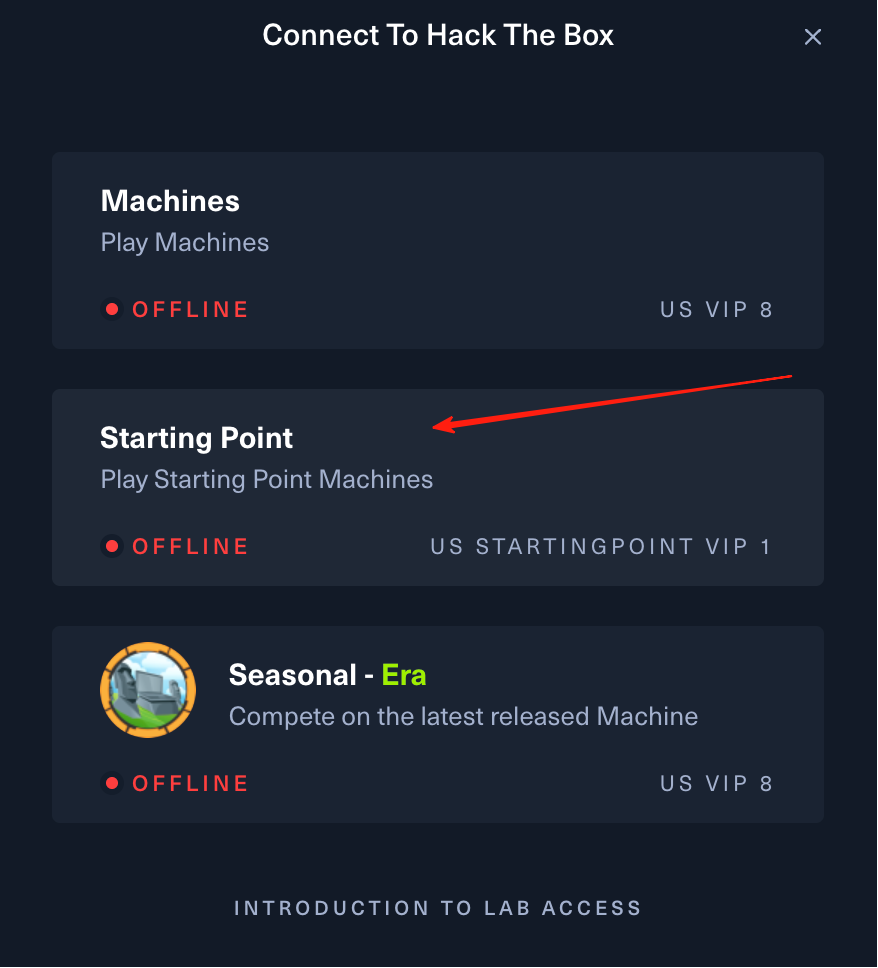 Connect To Hack The Box
Machines
Play Machines
OFFLINE
US VIP 8
Starting Point
Play Starting Point Machines
OFFLINE
US STARTINGPOINT VIP 1
Seasonal - Era
Compete on the latest released Machine
OFFLINE
US VIP 8
INTRODUCTION TO LAB ACCESS